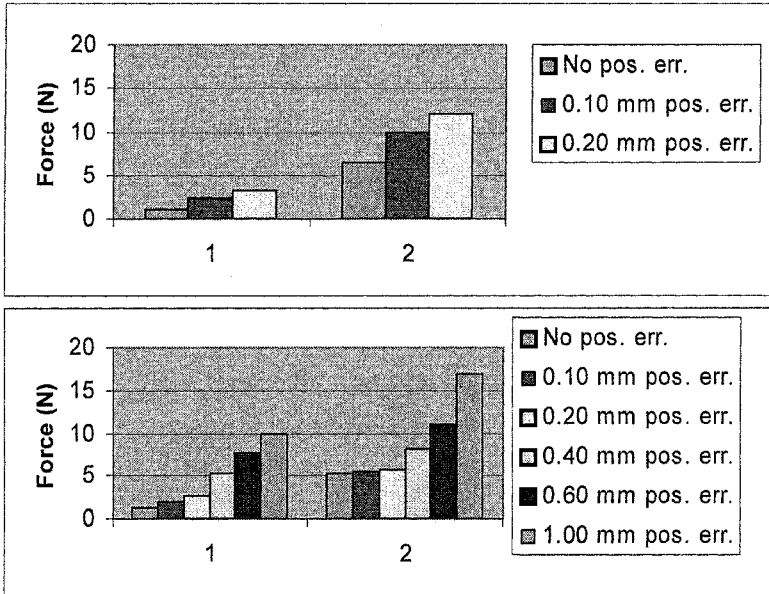 20
15
10
5
0
Force (N)
1 2
No pos. err.
0.10 mm pos. err.
0.20 mm pos. err.
20
15
10
5
0
Force (N)
1 2
No pos. err.
0.10 mm pos. err.
0.20 mm pos. err.
0.40 mm pos. err.
0.60 mm pos. err.
1.00 mm pos. err.